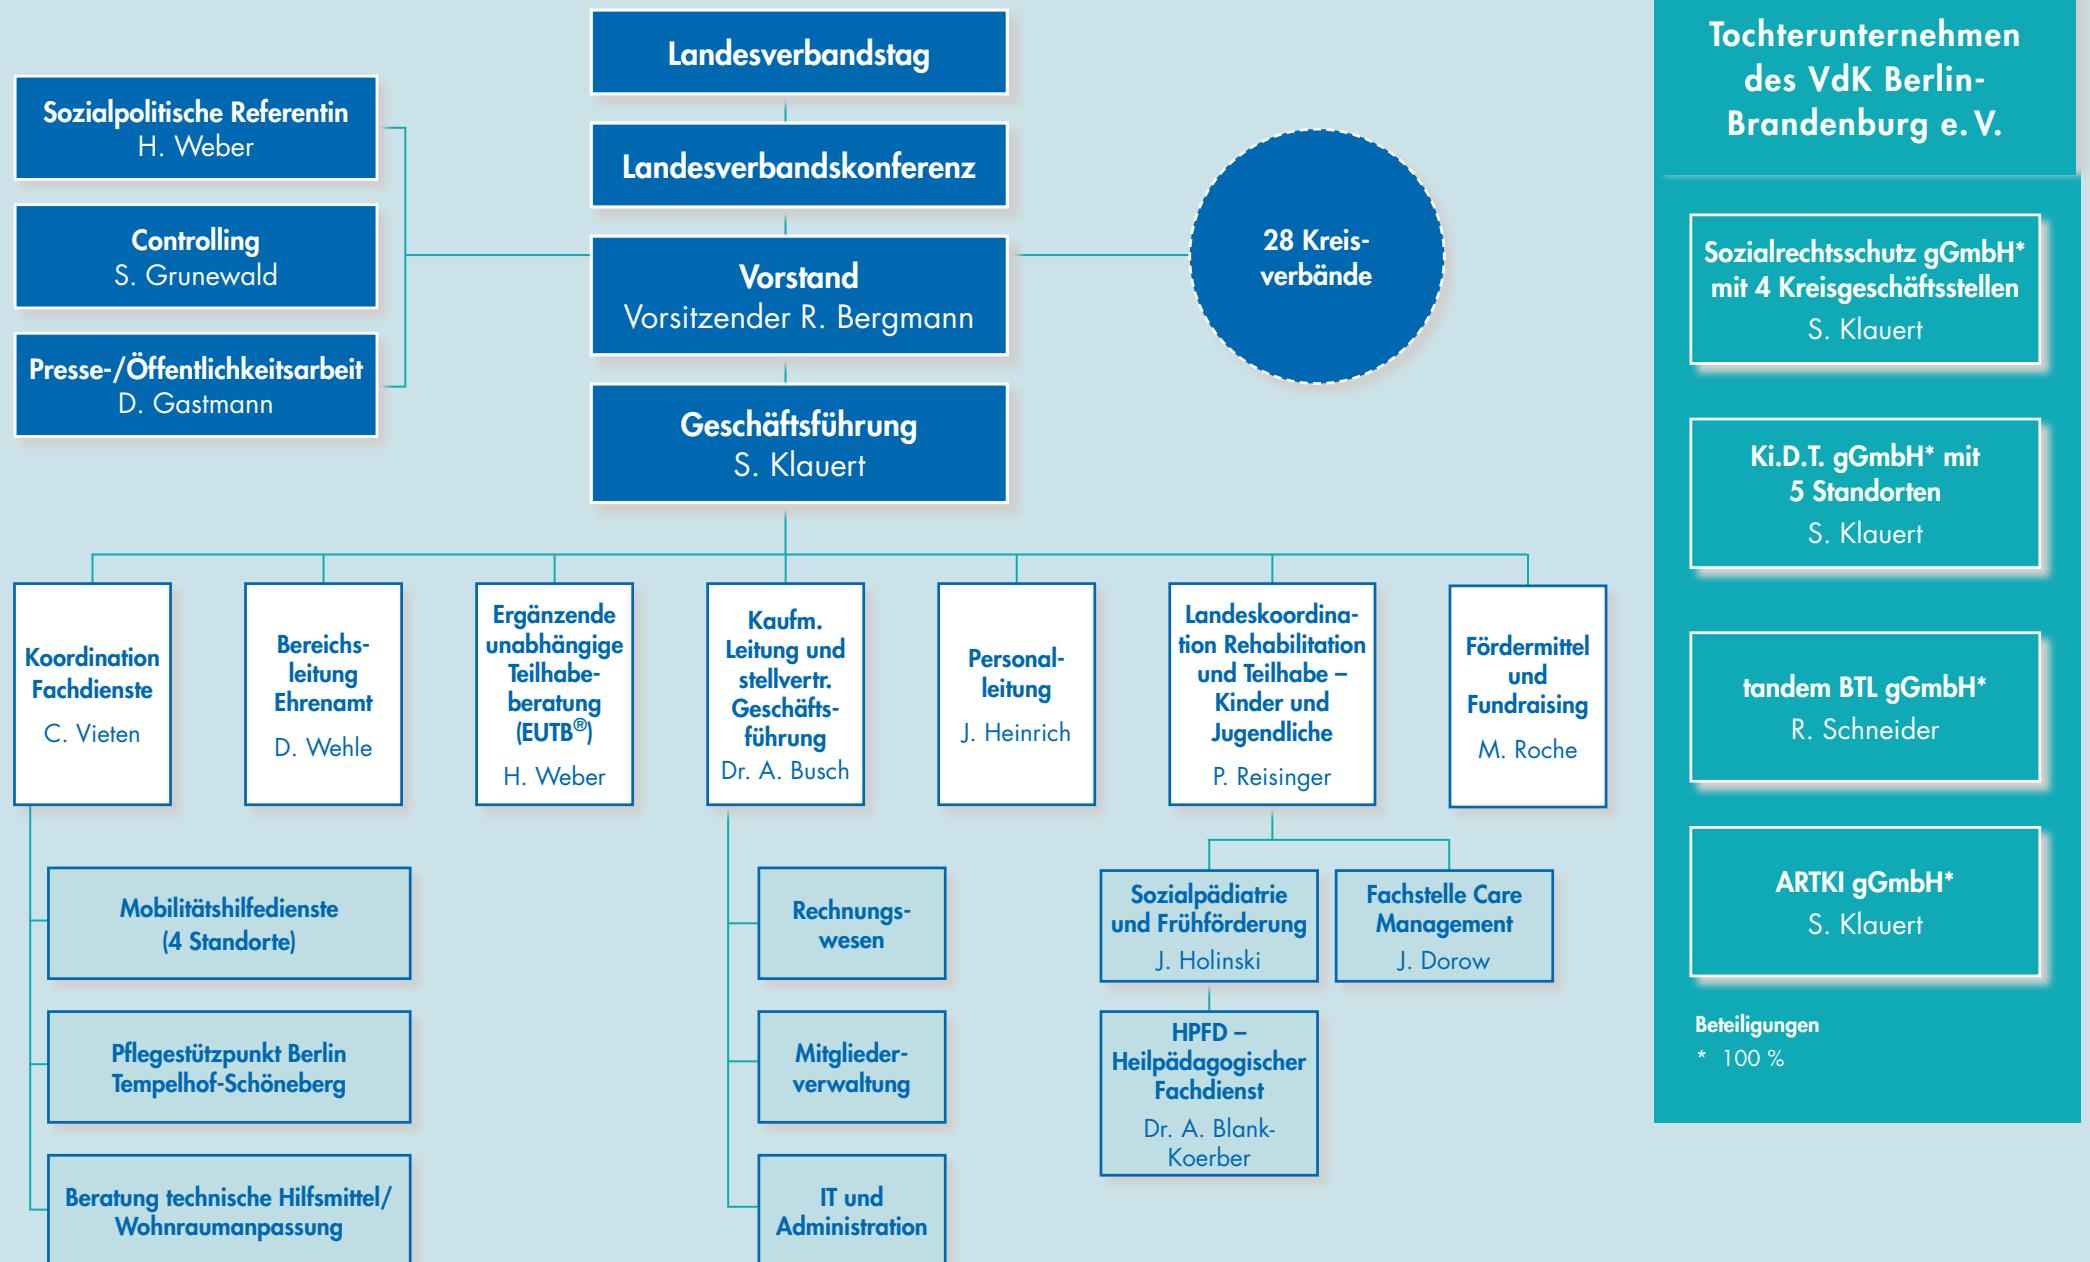 Landesverbandstag
Landesverbandskonferenz
Vorstand
Vorsitzender R. Bergmann
Geschäftsführung
S. Klauert
Sozialpolitische Referentin
H. Weber
Controlling
S. Grunewald
Presse-/Öffentlichkeitsarbeit
D. Gastmann
28 Kreis-
verbände
Koordination
Fachdienste
C. Vieten
Bereichs-
leitung
Ehrenamt
D. Wehle
Ergänzende
unabhängige
Teilhabe-
beratung
(EUTB®)
H. Weber
Kaufm.
Leitung und
stellvertr.
Geschäfts-
führung
Dr. A. Busch
Personal-
leitung
J. Heinrich
Landeskoordina-
tion Rehabilitation
und Teilhabe –
Kinder und
Jugendliche
P. Reisinger
Fördermittel
und
Fundraising
M. Roche
Mobilitätshilfedienste
(4 Standorte)
Pflegestützpunkt Berlin
Tempelhof-Schöneberg
Beratung technische Hilfsmittel/
Wohnraumanpassung
Rechnungs-
wesen
Mitglieder-
verwaltung
IT und
Administration
Sozialpädiatrie
und Frühförderung
J. Holinski
Fachstelle Care
Management
J. Dorow
HPFD –
Heilpädagogischer
Fachdienst
Dr. A. Blank-
Koerber
Tochterunternehmen
des VdK Berlin-
Brandenburg e. V.
Sozialrechtsschutz gGmbH*
mit 4 Kreisgeschäftsstellen
S. Klauert
Ki.D.T. gGmbH* mit
5 Standorten
S. Klauert
tandem BTL gGmbH*
R. Schneider
ARTKI gGmbH*
S. Klauert
Beteiligungen
* 100 %